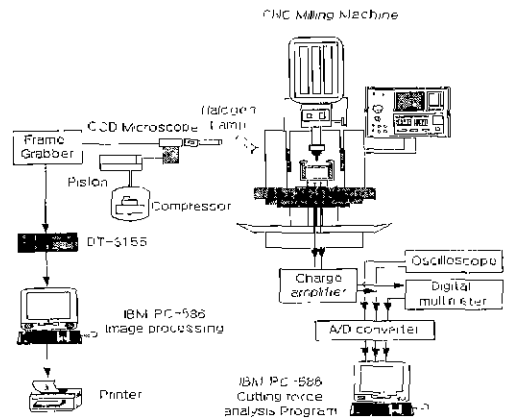 CNC Milling Machine
Halogen
Lamp
CCD Microscope
Frame
Grabber
Piston
Compressor
DT-3155
IBM PC-586
Image processing
Printer
Charge
amplifier
Oscilloscope
Digital
multimeter
A/D converter
IBM PC-586
Cutting force
analysis Program